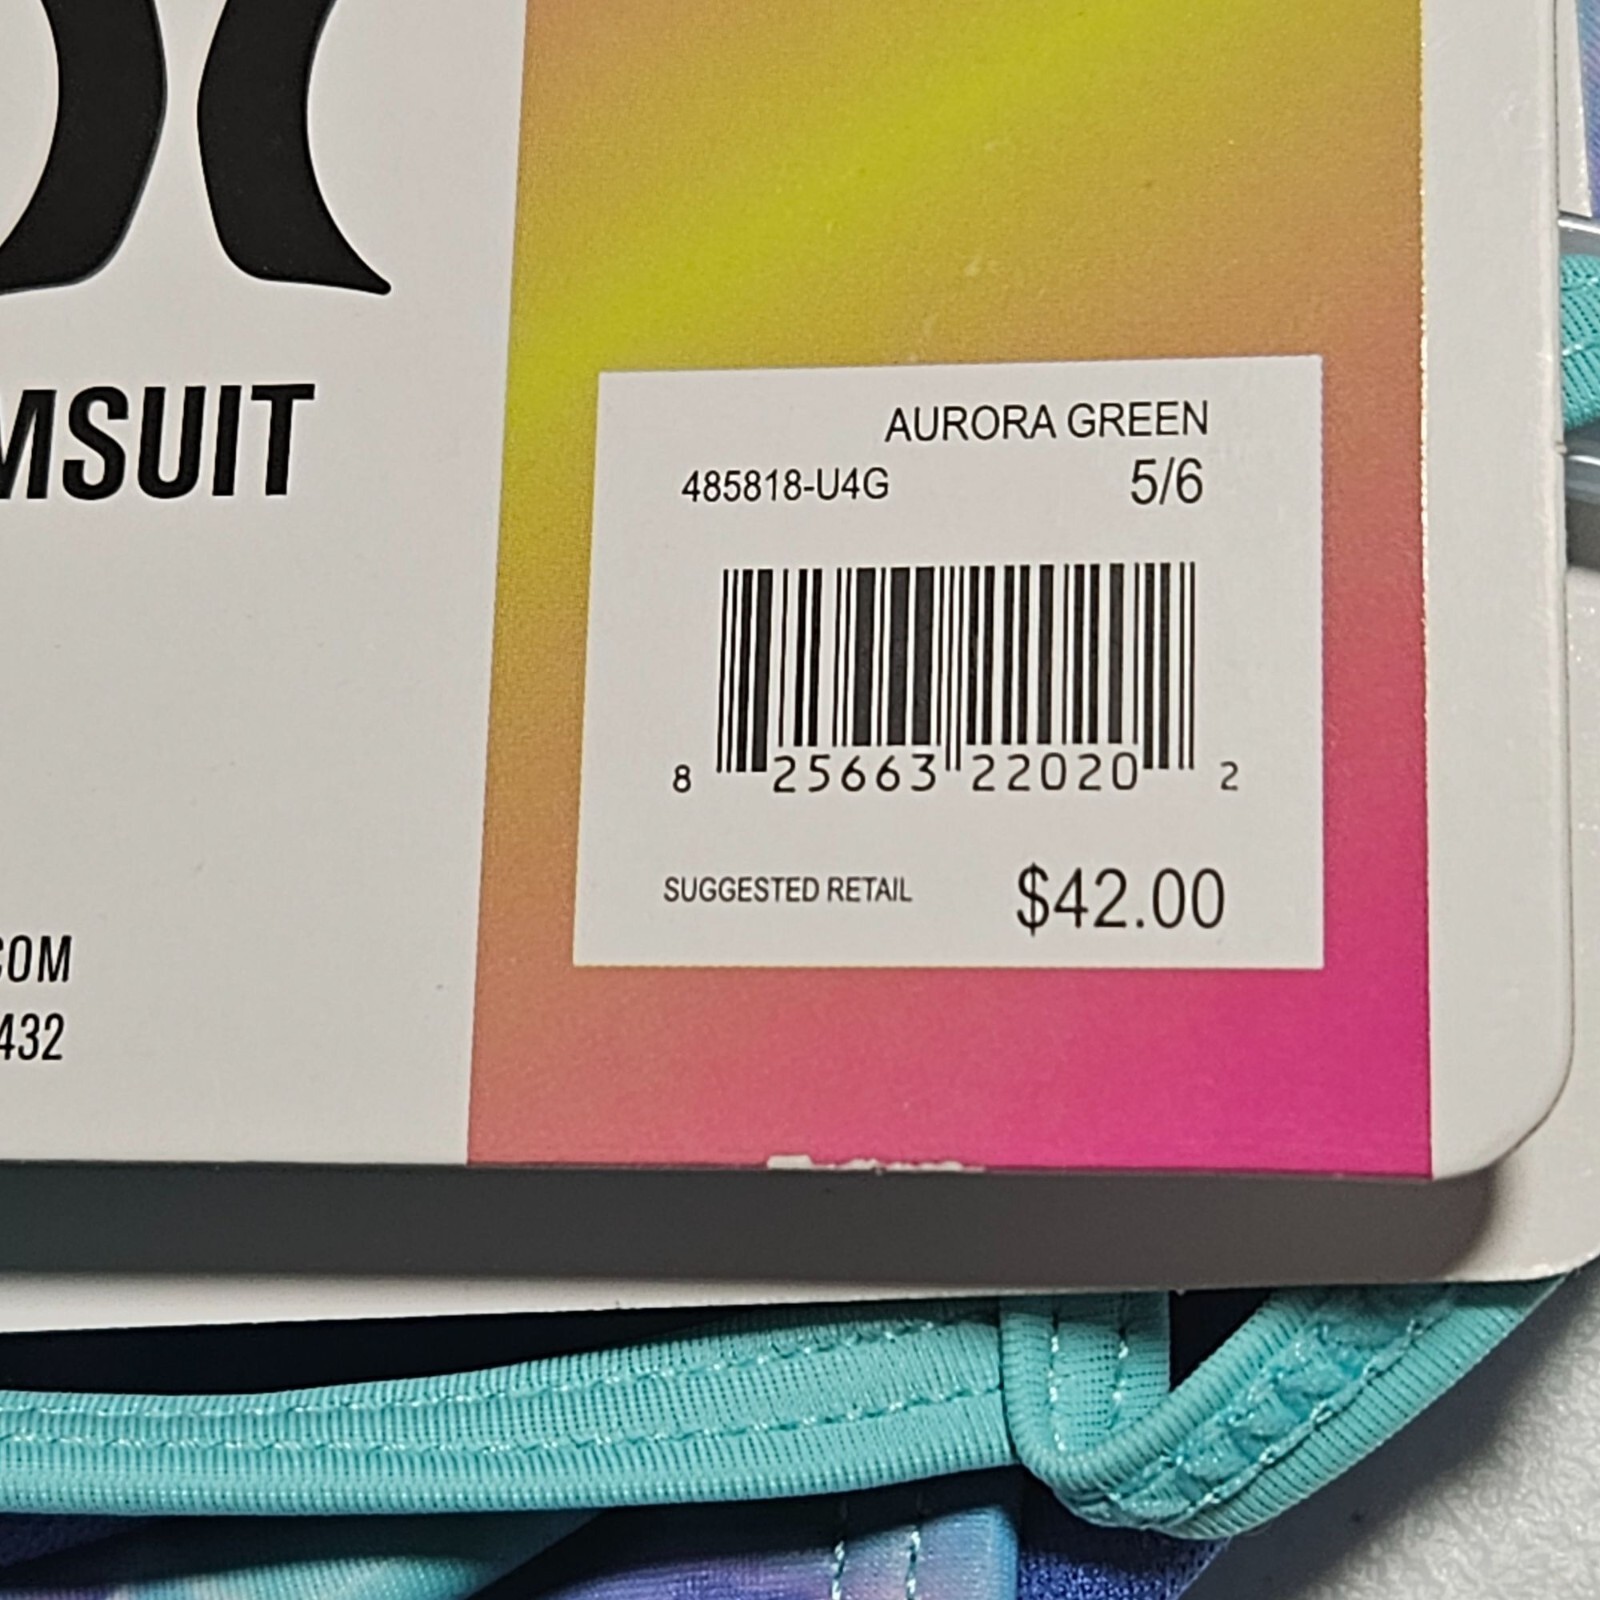 MSUIT
COM
432
AURORA GREEN
485818-U4G 5/6
8 25663 22020 2
SUGGESTED RETAIL $42.00